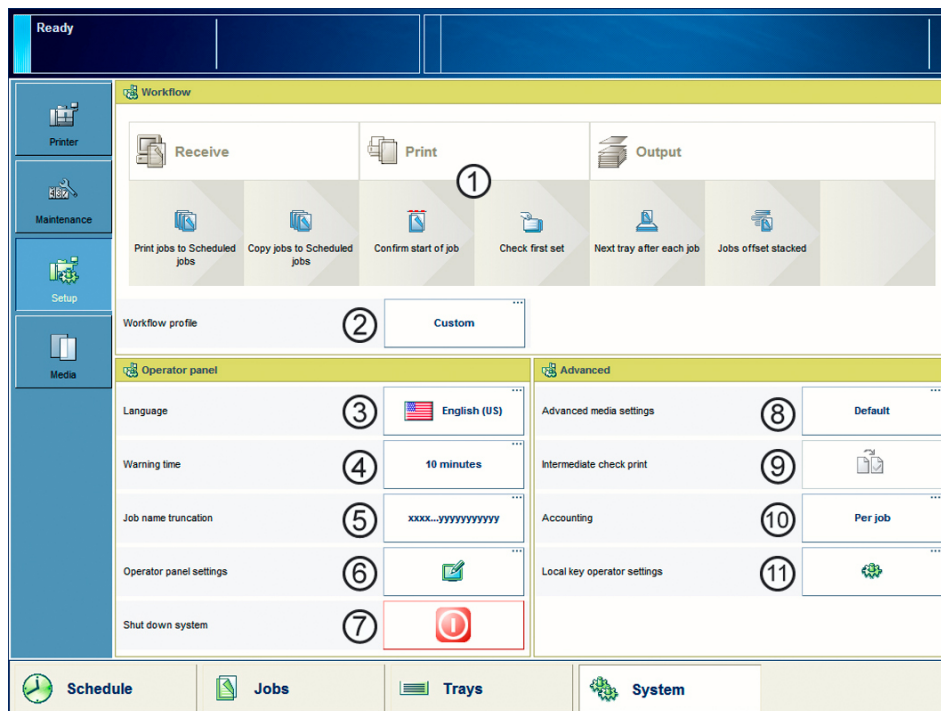 Ready
Printer
Maintenance
Setup
Media
Workflow
Receive
Print
Output
1
Print jobs to Scheduled
jobs
Copy jobs to Scheduled
jobs
Confirm start of job
Check first set
Next tray after each job
Jobs offset stacked
Workflow profile
2
Custom
Operator panel
Language
3
English (US)
Warning time
4
10 minutes
Job name truncation
5
xxxx...yyyyyyyyyyy
Operator panel settings
6
Shut down system
7
Advanced
Advanced media settings
8
Default
Intermediate check print
9
Accounting
10
Per job
Local key operator settings
11
Schedule
Jobs
Trays
System